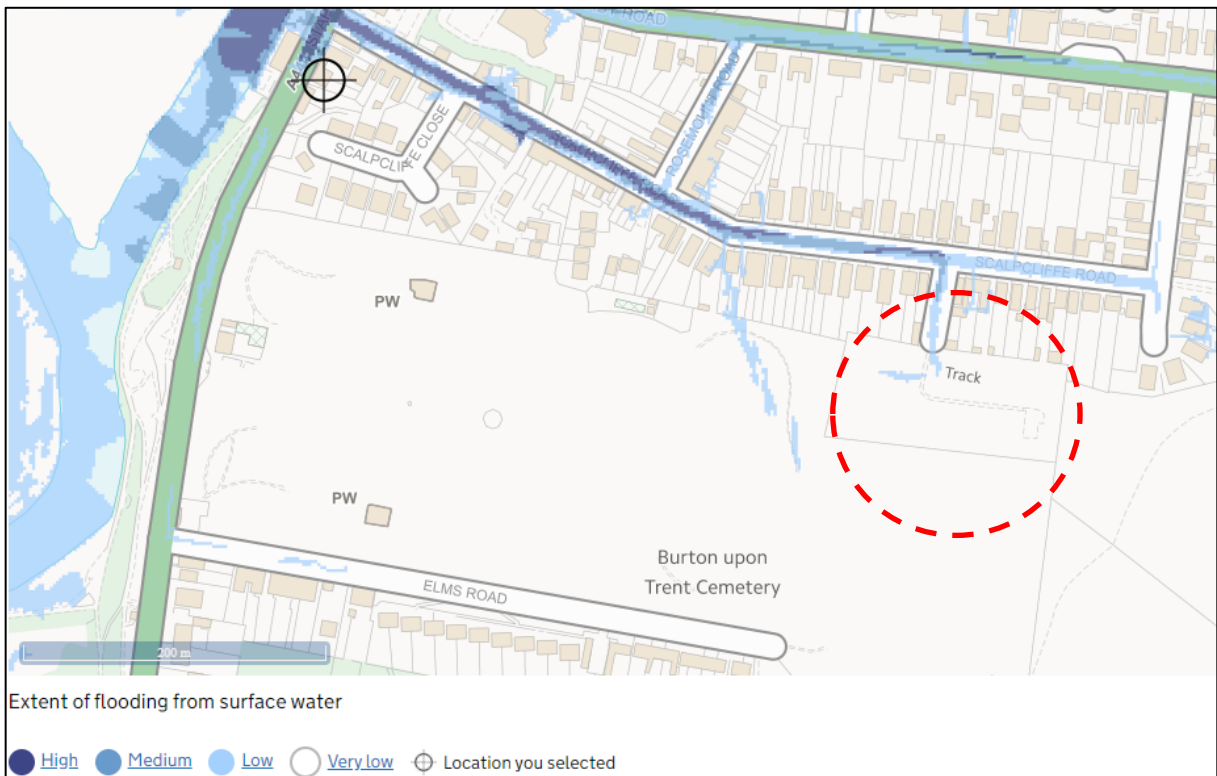 ROAD
ROSEMOUNT ROAD
SCALPCLIFFE CLOSE
SCALPCLIFFE ROAD
PW
Track
PW
Burton upon
Trent Cemetery
ELMS ROAD
200 m
Extent of flooding from surface water
High Medium Low Very low Location you selected